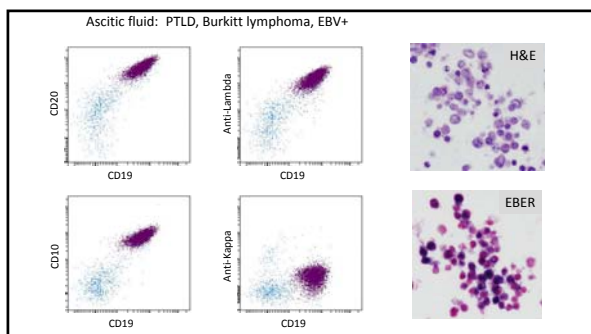 Ascitic fluid: PTLD, Burkitt lymphoma, EBV+
CD20
CD19
Anti-Lambda
CD19
H&E
CD10
CD19
Anti-Kappa
CD19
EBER